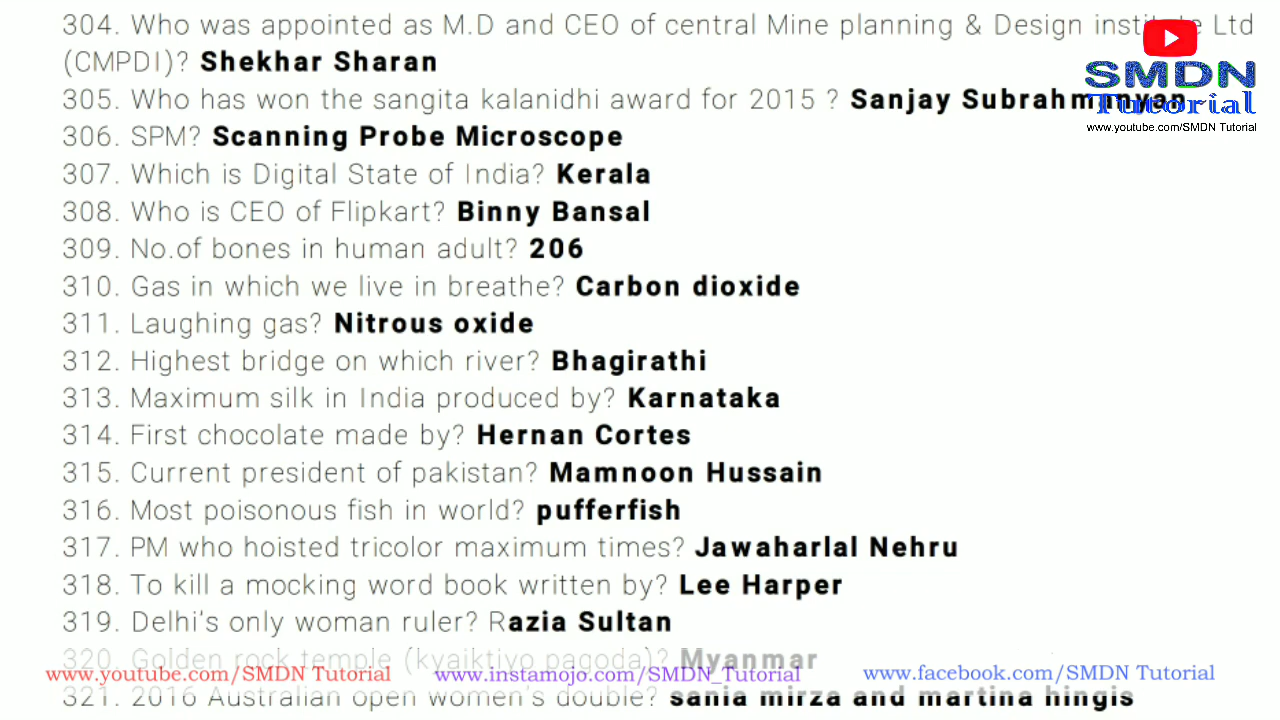 304. Who was appointed as M.D and CEO of central Mine planning & Design institute Ltd
(CMPDI)? Shekhar Sharan
305. Who has won the sangita kalanidhi award for 2015 ? Sanjay Subrahmanyan
306. SPM? Scanning Probe Microscope
307. Which is Digital State of India? Kerala
308. Who is CEO of Flipkart? Binny Bansal
309. No.of bones in human adult? 206
310. Gas in which we live in breathe? Carbon dioxide
311. Laughing gas? Nitrous oxide
312. Highest bridge on which river? Bhagirathi
313. Maximum silk in India produced by? Karnataka
314. First chocolate made by? Hernan Cortes
315. Current president of pakistan? Mamnoon Hussain
316. Most poisonous fish in world? pufferfish
317. PM who hoisted tricolor maximum times? Jawaharlal Nehru
318. To kill a mocking word book written by? Lee Harper
319. Delhi's only woman ruler? Razia Sultan
320. Golden rock temple (kyaiktiyo pagoda)? Myanmar
321. 2016 Australian open women's double? sania mirza and martina hingis
SMDN
Tutorial
www.youtube.com/SMDN Tutorial
www.youtube.com/SMDN Tutorial
www.instamojo.com/SMDN_Tutorial
www.facebook.com/SMDN Tutorial